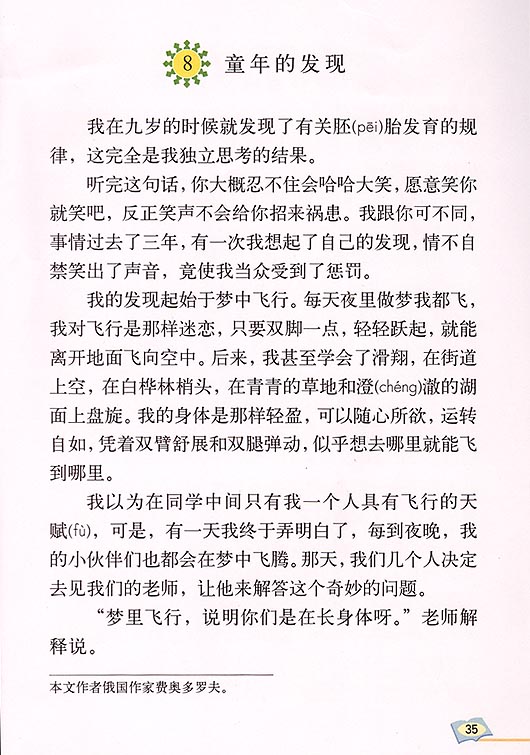 8 童年的发现
我在九岁的时候就发现了有关胚(pēi)胎发育的规
律，这完全是我独立思考的结果。
听完这句话，你大概忍不住会哈哈大笑，愿意笑你
就笑吧，反正笑声不会给你招来祸患。我跟你可不同，
事情过去了三年，有一次我想起了自己的发现，情不自
禁笑出了声音，竟使我当众受到了惩罚。
我的发现起始于梦中飞行。每天夜里做梦我都飞，
我对飞行是那样迷恋，只要双脚一点，轻轻跃起，就能
离开地面飞向空中。后来，我甚至学会了滑翔，在街道
上空，在白桦林梢头，在青青的草地和澄(chéng)澈的湖
面上盘旋。我的身体是那样轻盈，可以随心所欲，运转
自如，凭着双臂舒展和双腿弹动，似乎想去哪里就能飞
到哪里。
我以为在同学中间只有我一个人具有飞行的天
赋(fù)，可是，有一天我终于弄明白了，每到夜晚，我
的小伙伴们也都会在梦中飞腾。那天，我们几个人决定
去见我们的老师，让他来解答这个奇妙的问题。
“梦里飞行，说明你们是在长身体呀。”老师解
释说。
本文作者俄国作家费奥多罗夫。
35